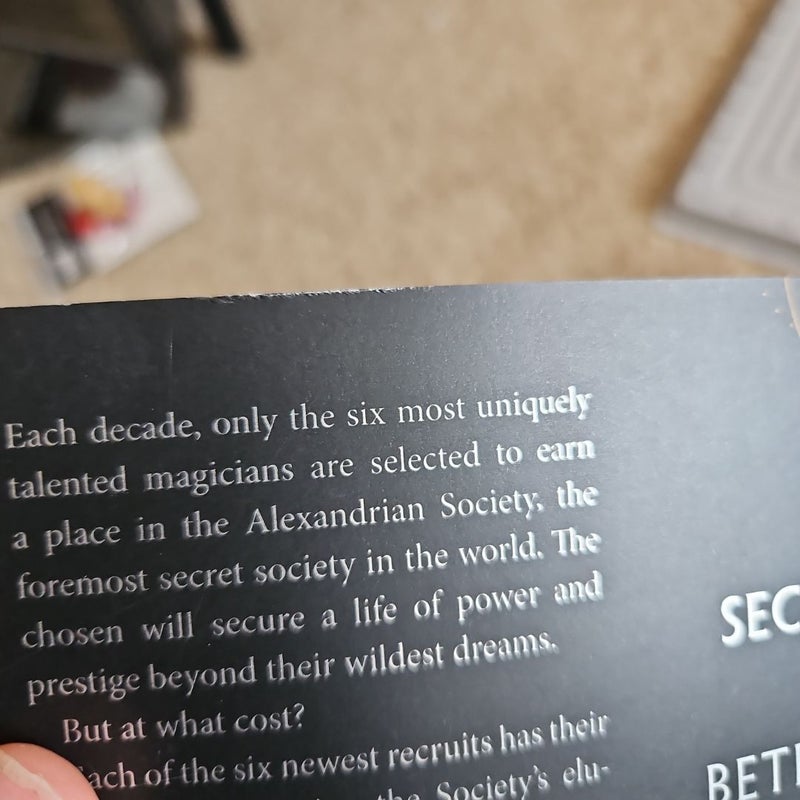 Each decade, only the six most uniquely
talented magicians are selected to earn
a place in the Alexandrian Society, the
foremost secret society in the world. The
chosen will secure a life of power and
prestige beyond their wildest dreams.
But at what cost?
ach of the six newest recruits has their
the Society's elu-
SEC
BET